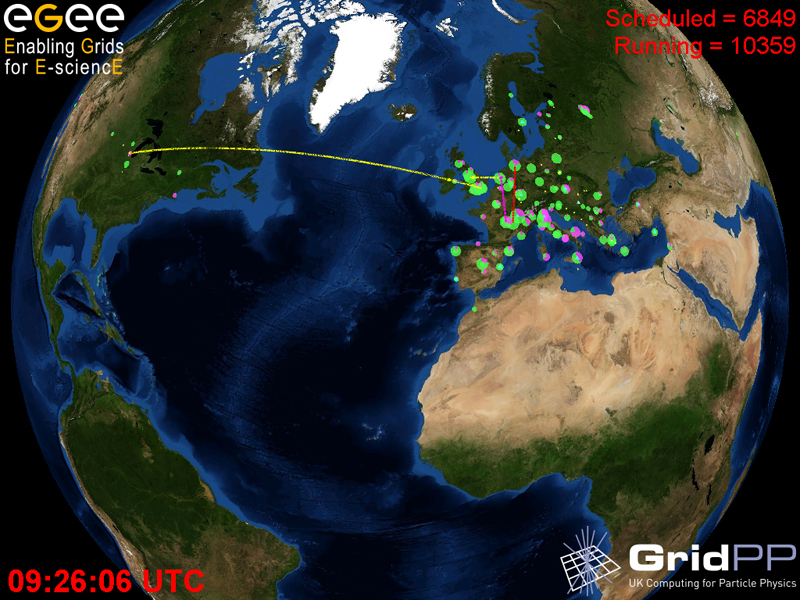 eGee
Enabling Grids
for E-sciencE
Scheduled = 6849
Running = 10359
09:26:06 UTC
GridPP
UK Computing for Particle Physics